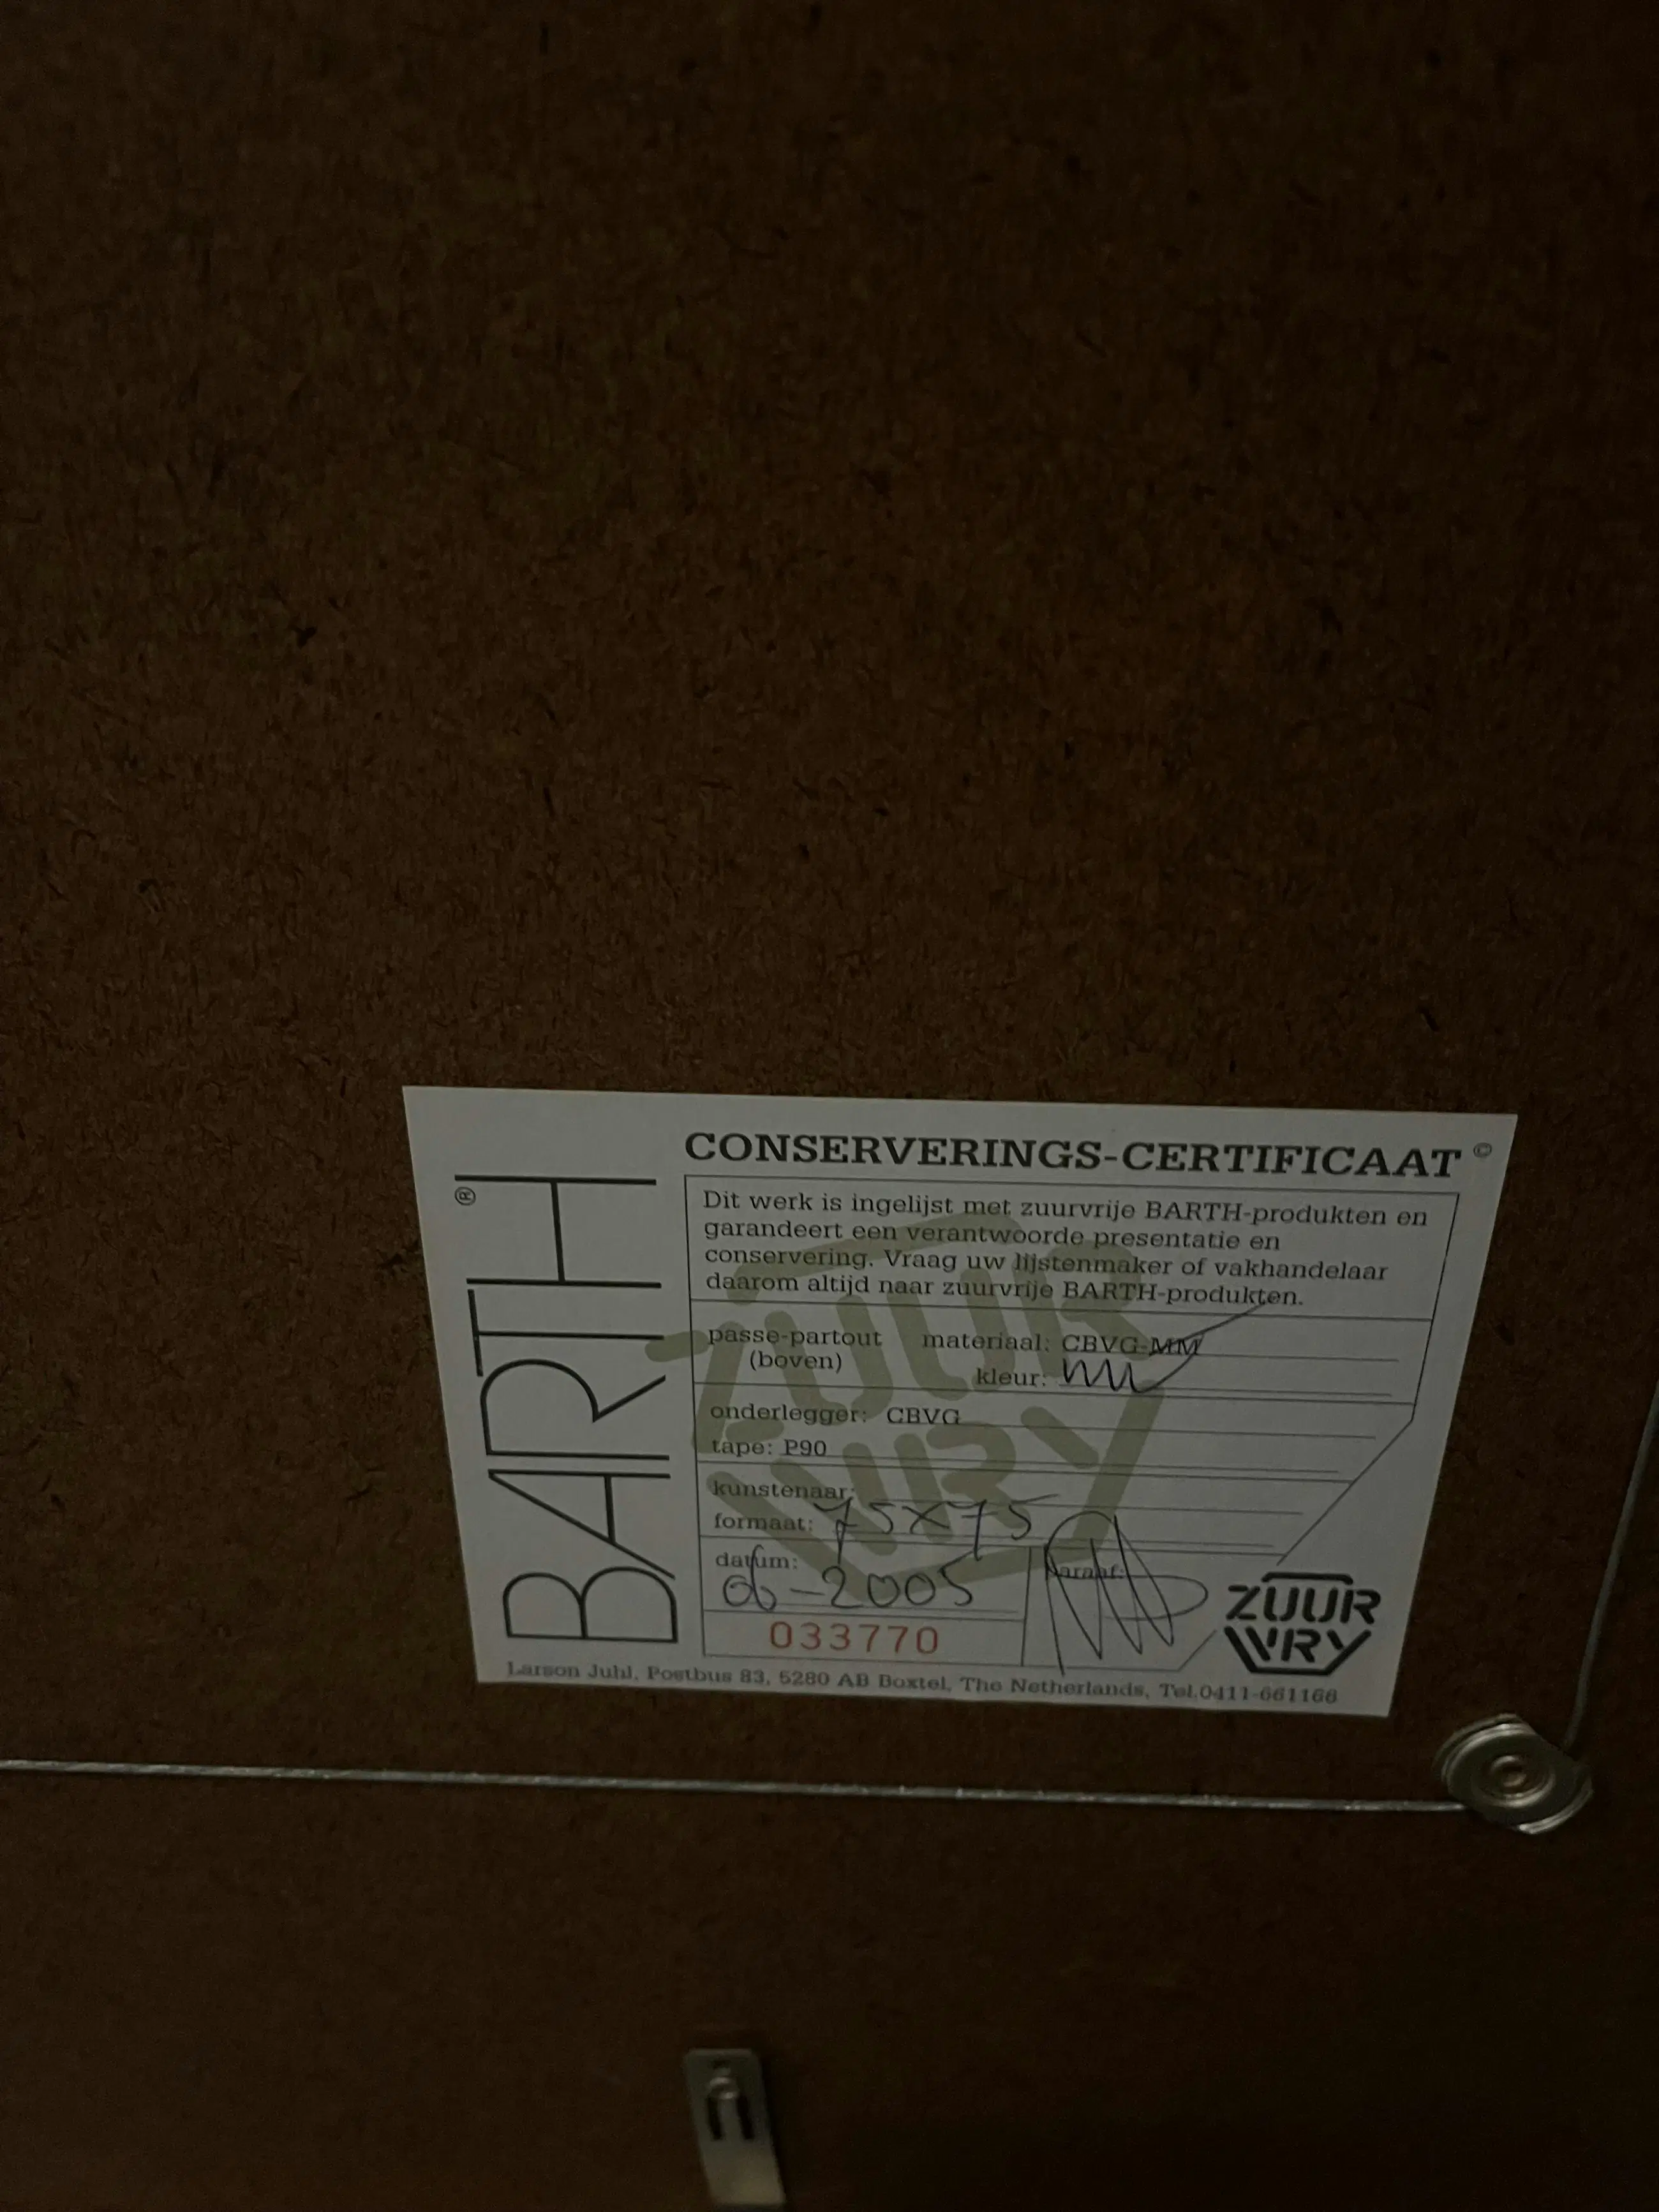 BARTH®
CONSERVERINGS-CERTIFICAAT ©
Dit werk is ingelijst met zuurvrije BARTH-produkten en
garandeert een verantwoorde presentatie en
conservering. Vraag uw lijstenmaker of vakhandelaar
daarom altijd naar zuurvrije BARTH-produkten.
passe-partout materiaal: CBVG-MM
(boven) kleur:
onderlegger: CBVG
tape: P90
kunstenaar:
formaat: 75x75
datum: paraaf:
06-2005
033770
ZUUR
VRY
ZUUR
VRY
Larson Juhl, Postbus 83, 5280 AB Boxtel, The Netherlands, Tel.0411-661166